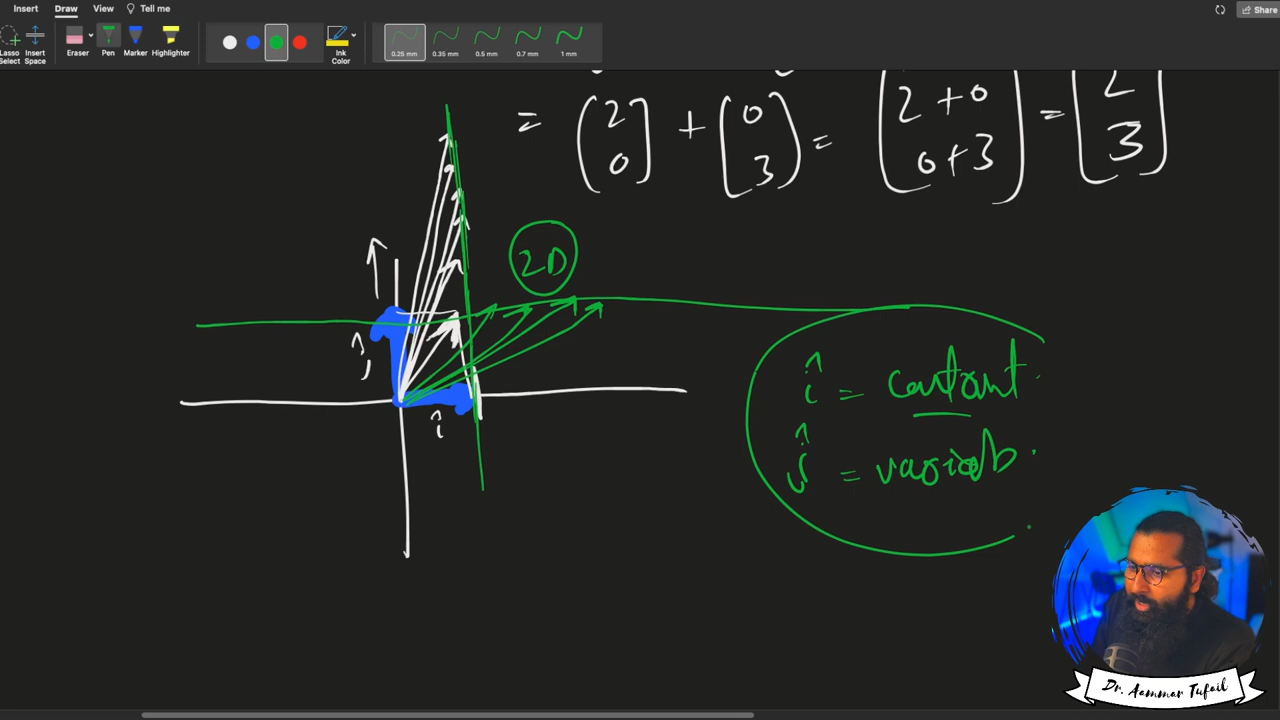 Insert Draw View Tell me
Share
Lasso Select
Insert Space
Eraser
Pen
Marker
Highlighter
Ink Color
0.25 mm
0.35 mm
0.5 mm
0.7 mm
1 mm
= [2 0] + [0 3] = [2+0 0+3] = [2 3]
2D
ĵ
î
î = contant.
ĵ = variab.
Dr. Aammar Tufail